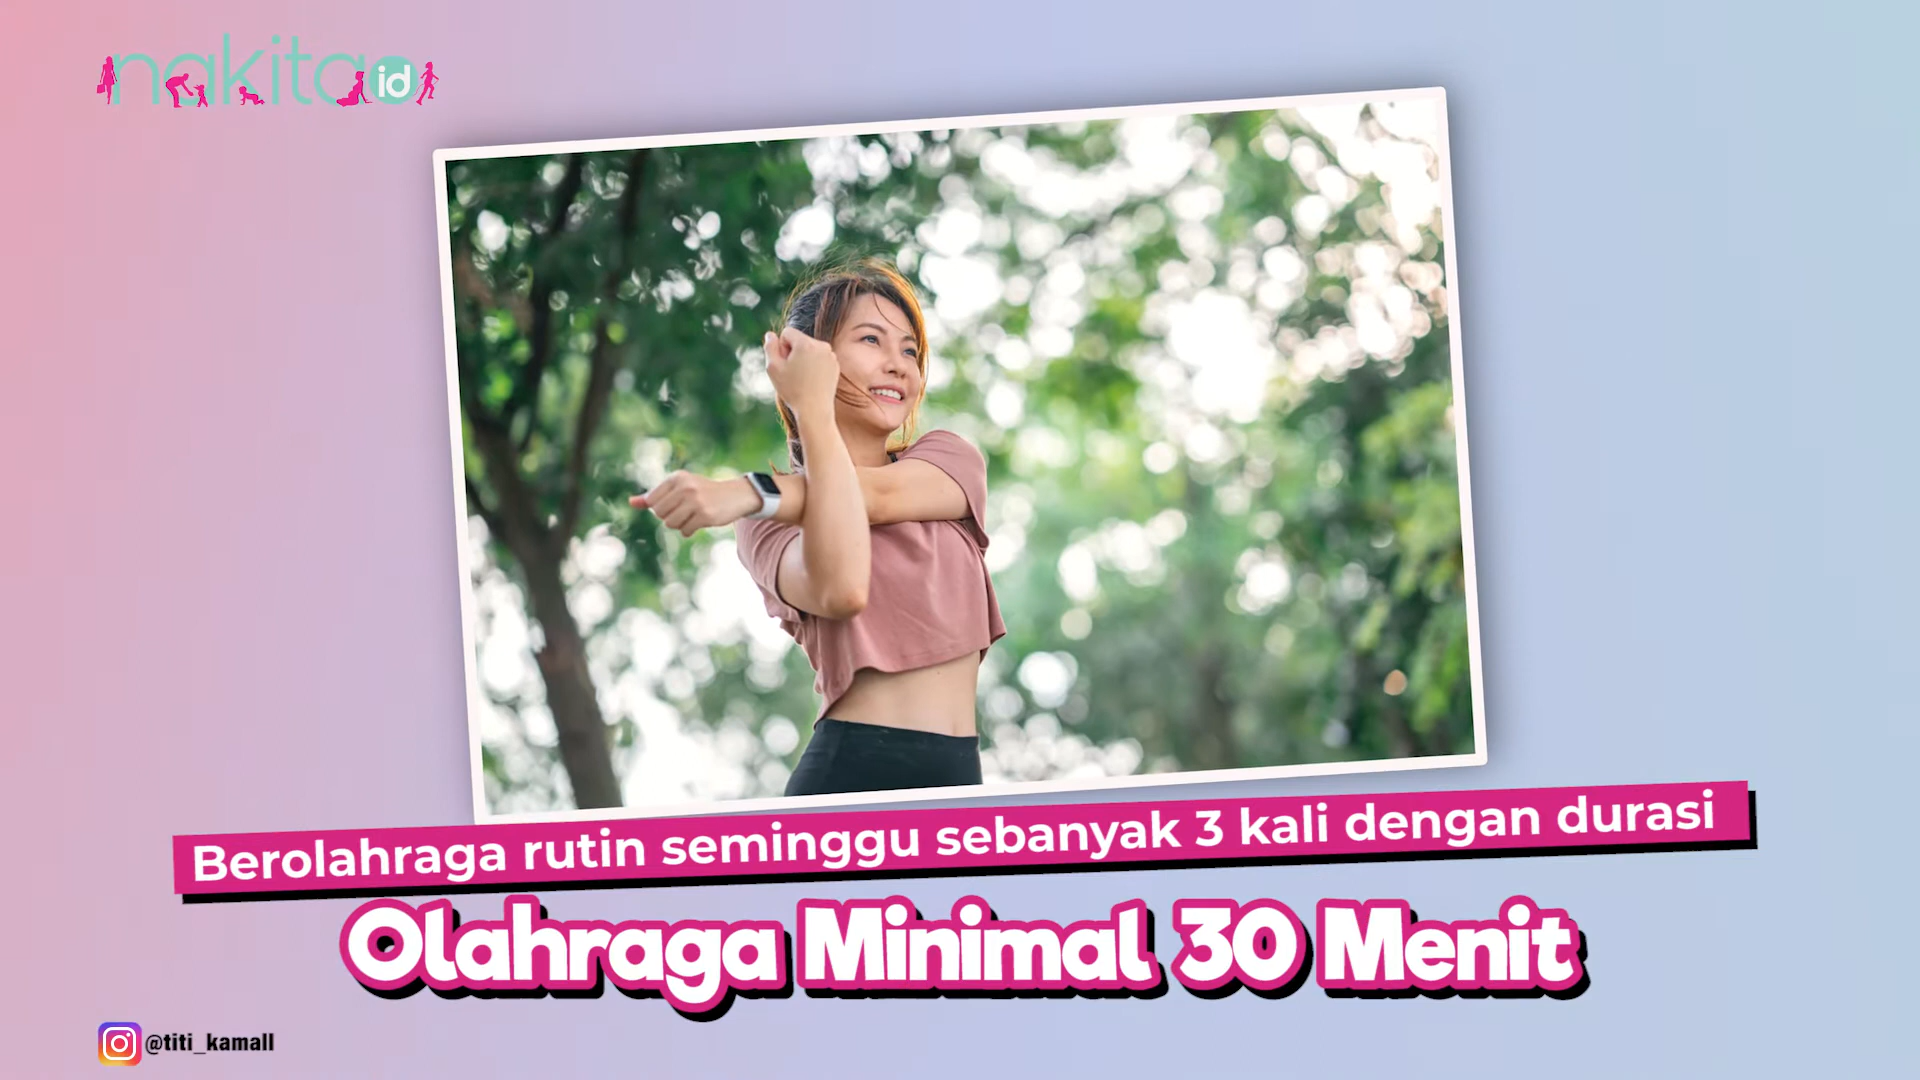 nakita id
Berolahraga rutin seminggu sebanyak 3 kali dengan durasi
Olahraga Minimal 30 Menit
@titi_kamall